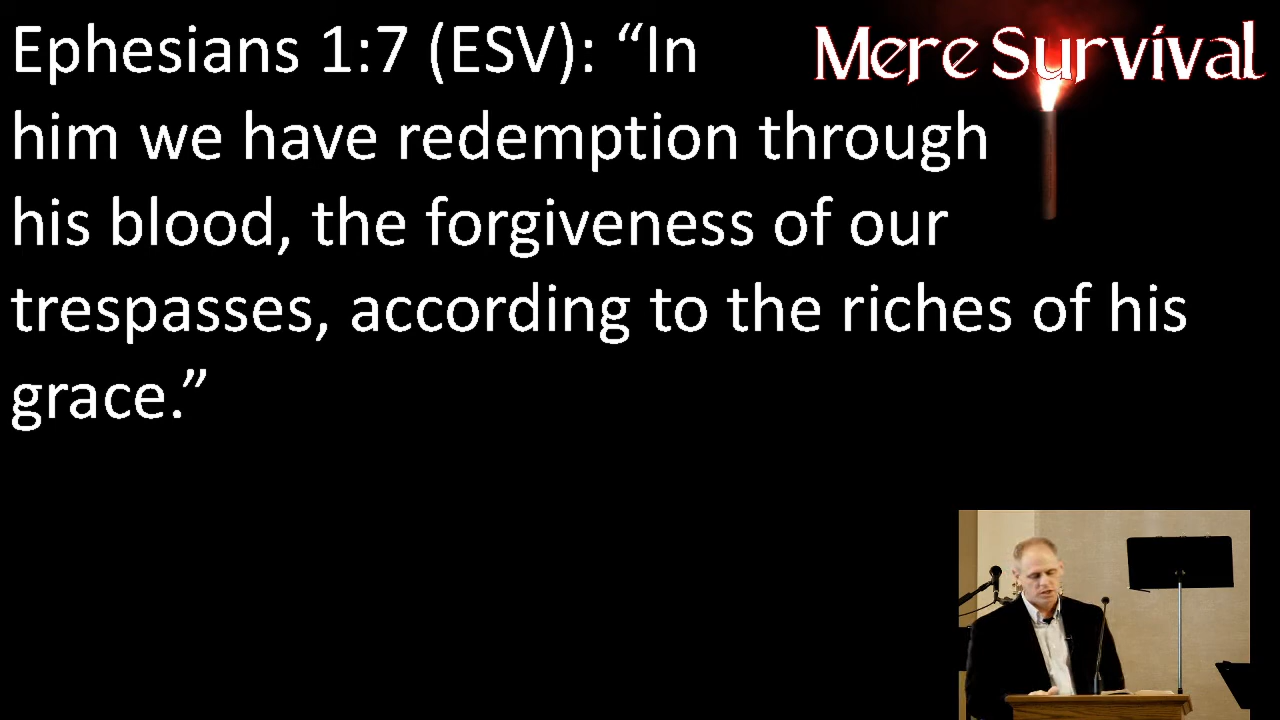 Ephesians 1:7 (ESV): “In
Mere Survival
him we have redemption through
his blood, the forgiveness of our
trespasses, according to the riches of his
grace.”